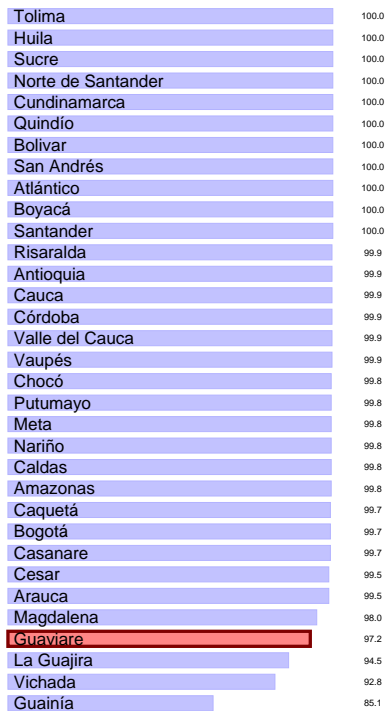 Tolima 100.0
Huila 100.0
Sucre 100.0
Norte de Santander 100.0
Cundinamarca 100.0
Quindío 100.0
Bolivar 100.0
San Andrés 100.0
Atlántico 100.0
Boyacá 100.0
Santander 100.0
Risaralda 99.9
Antioquia 99.9
Cauca 99.9
Córdoba 99.9
Valle del Cauca 99.9
Vaupés 99.9
Chocó 99.8
Putumayo 99.8
Meta 99.8
Nariño 99.8
Caldas 99.8
Amazonas 99.8
Caquetá 99.7
Bogotá 99.7
Casanare 99.7
Cesar 99.5
Arauca 99.5
Magdalena 98.0
Guaviare 97.2
La Guajira 94.5
Vichada 92.8
Guainía 85.1